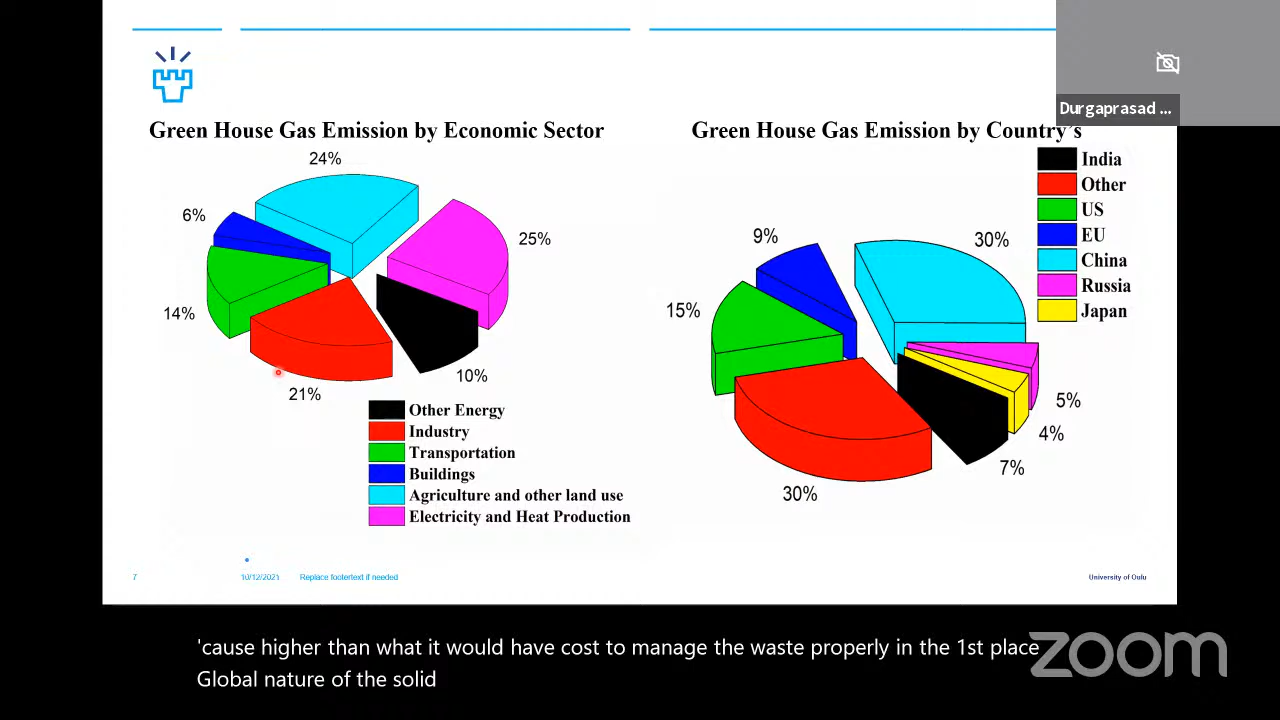 Durgaprasad ...
Green House Gas Emission by Economic Sector
24%
6%
25%
14%
10%
21%
Other Energy
Industry
Transportation
Buildings
Agriculture and other land use
Electricity and Heat Production
Green House Gas Emission by Country's
India
Other
US
EU
China
Russia
Japan
9%
30%
15%
5%
4%
7%
30%
7
10/12/2021
Replace footertext if needed
University of Oulu
'cause higher than what it would have cost to manage the waste properly in the 1st place
Global nature of the solid
zoom